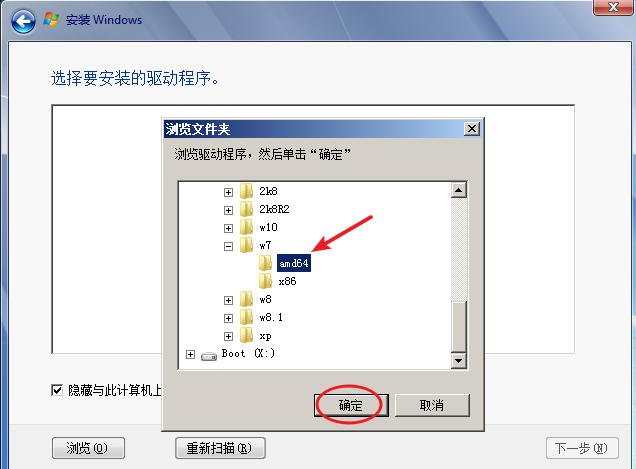 安装 Windows
选择要安装的驱动程序。
浏览文件夹
浏览驱动程序，然后单击“确定”
2k8
2k8R2
w10
w7
amd64
x86
w8
w8.1
xp
Boot (X:)
隐藏与此计算机上
确定
取消
浏览(O)
重新扫描(R)
下一步(N)